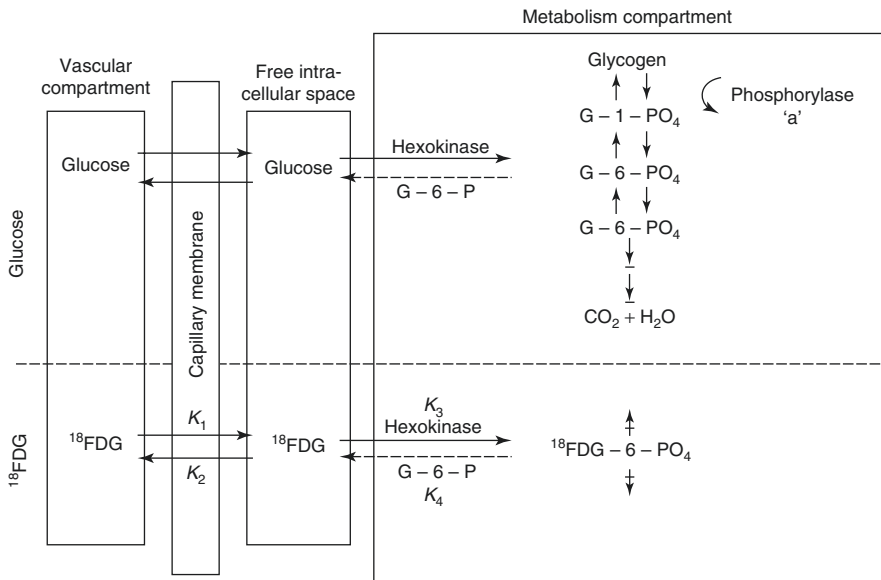 Metabolism compartment
Vascular
compartment
Free intra-
cellular space
Glycogen
Phosphorylase
‘a’
G – 1 – PO₄
Glucose
Capillary membrane
Glucose
Glucose
Hexokinase
G – 6 – P
G – 6 – PO₄
G – 6 – PO₄
CO₂ + H₂O
¹⁸FDG
¹⁸FDG
K₁
K₂
¹⁸FDG
K₃
Hexokinase
G – 6 – P
K₄
¹⁸FDG – 6 – PO₄